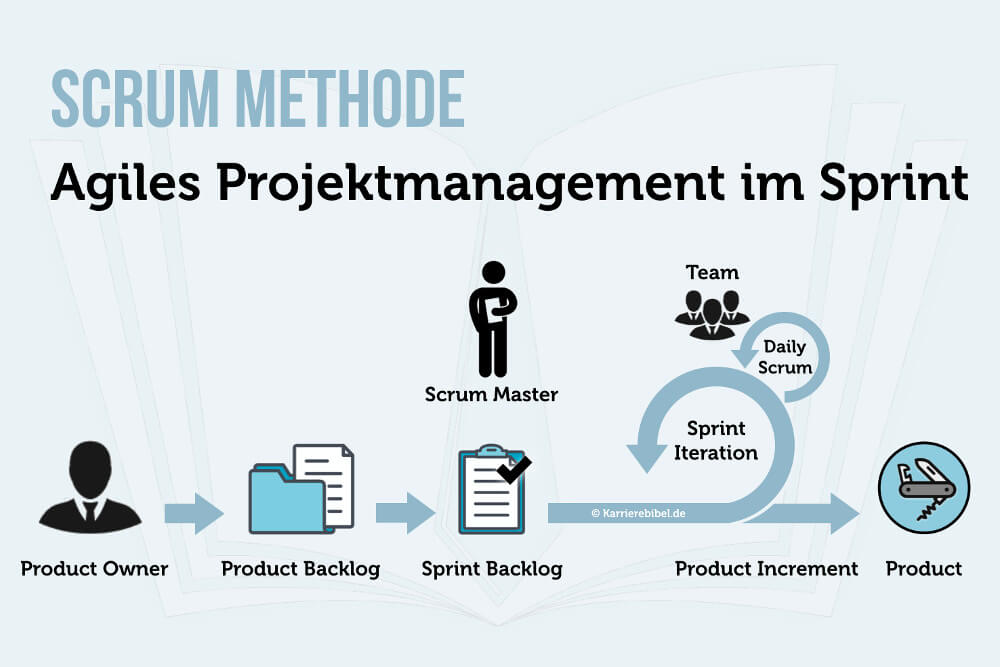 SCRUM METHODE
Agiles Projektmanagement im Sprint
Team
Daily
Scrum
Scrum Master
Sprint
Iteration
© Karrierebibel.de
Product Owner
Product Backlog
Sprint Backlog
Product Increment
Product